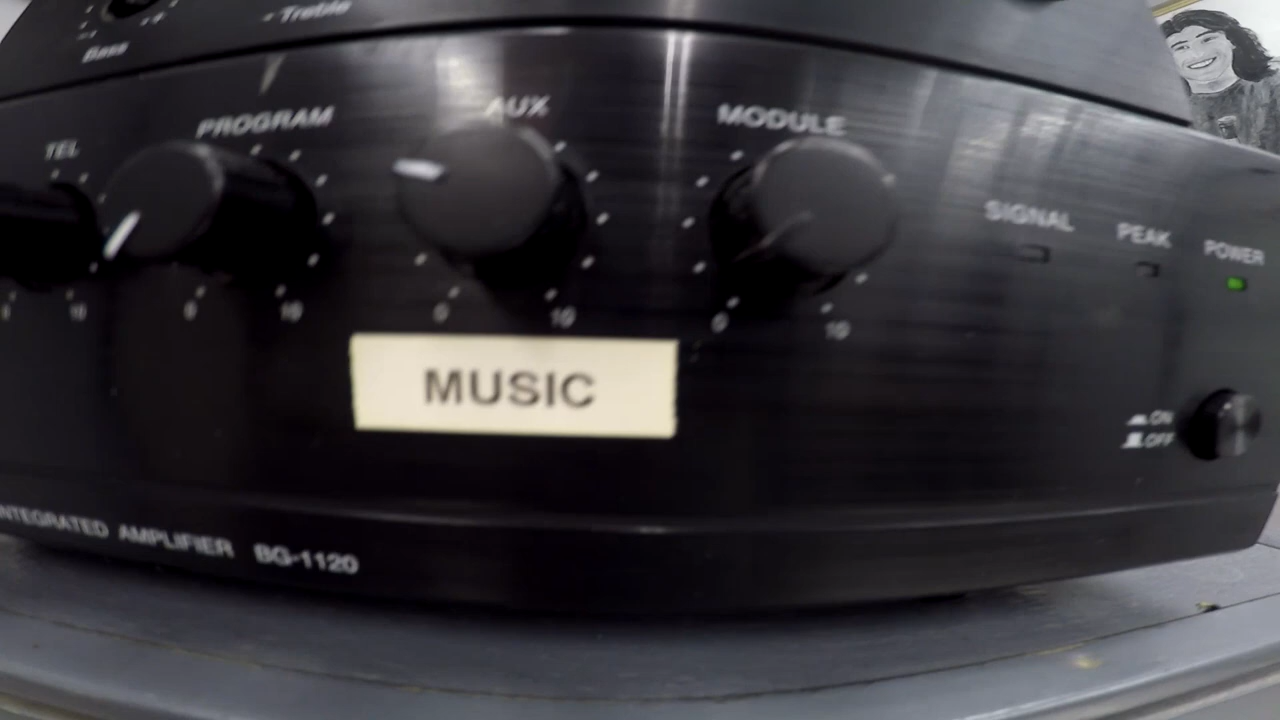 Bass
- Treble
TEL
PROGRAM
AUX
MODULE
SIGNAL
PEAK
POWER
10
0
10
0
10
0
10
MUSIC
ON
OFF
INTEGRATED AMPLIFIER BG-1120